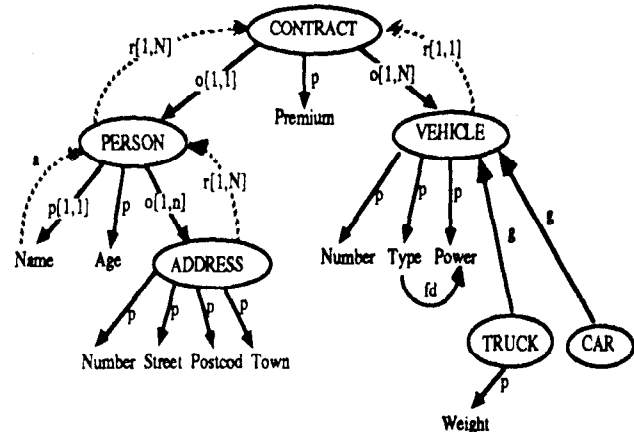 CONTRACT
r[1,N] r[1,1]
o[1,1] p o[1,N]
Premium
PERSON VEHICLE
a r[1,N]
p[1,1] p o[1,n] p p p g g
Name Age Number Type Power
ADDRESS fd
p p p p
Number Street Postcod Town TRUCK CAR
p
Weight